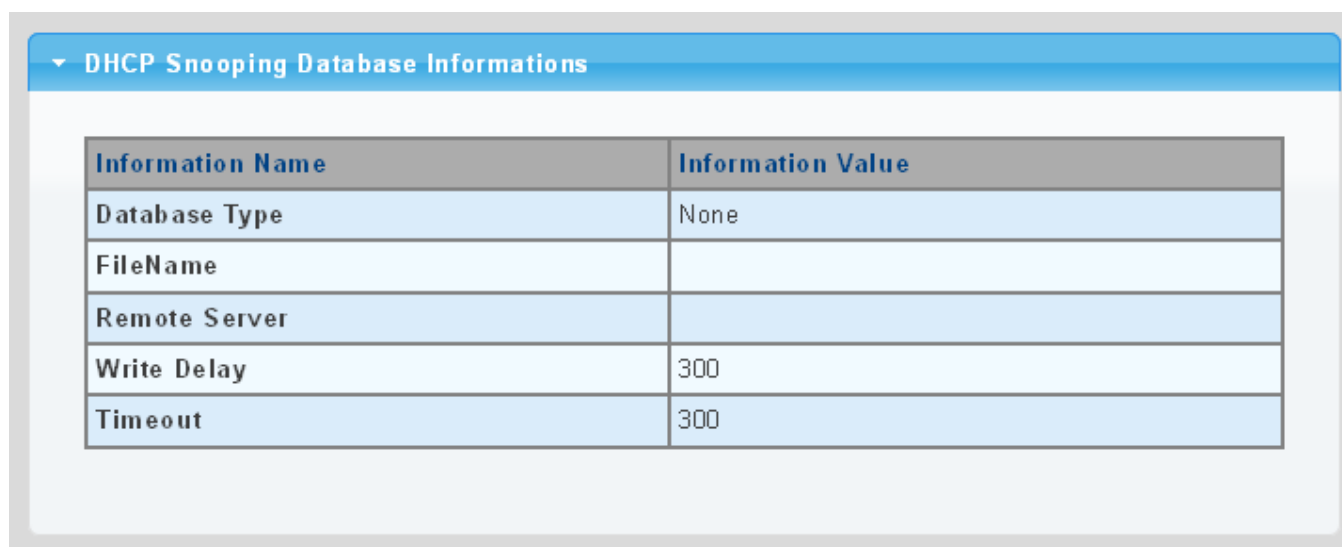 DHCP Snooping Database Informations
Information Name Information Value
Database Type None
FileName
Remote Server
Write Delay 300
Timeout 300